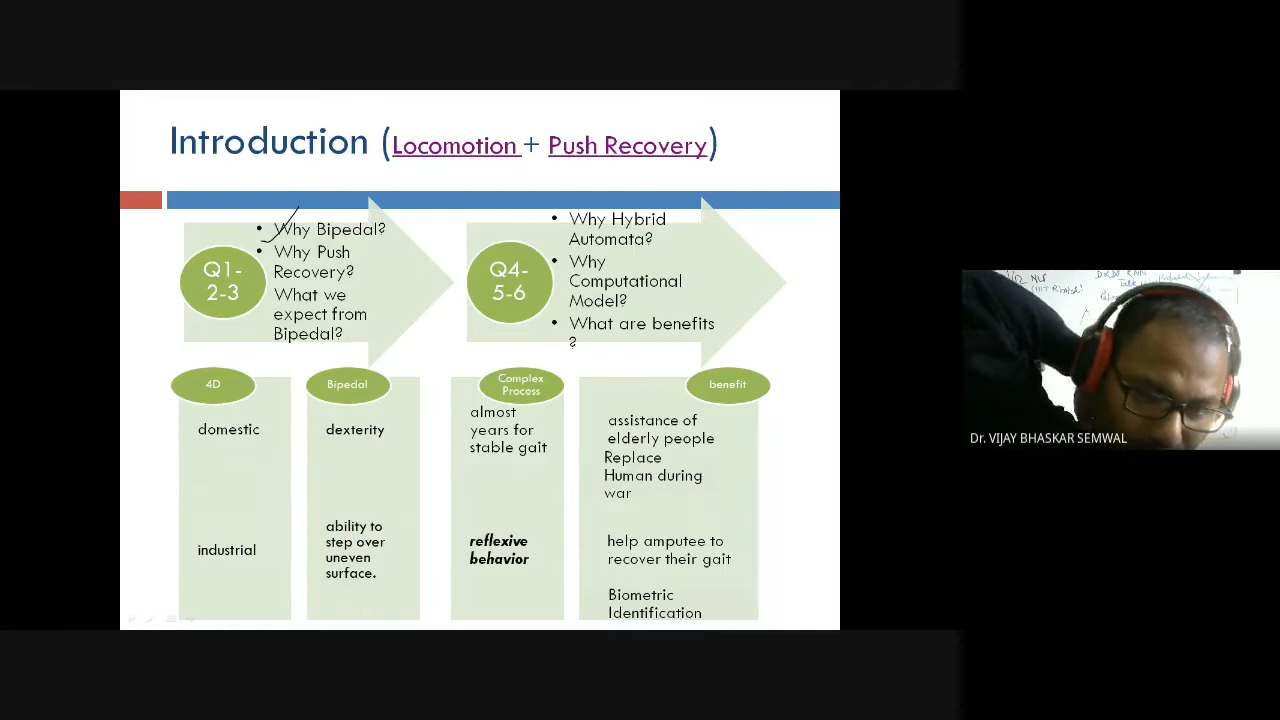 Introduction (Locomotion + Push Recovery)
Q1-
2-3
• Why Bipedal?
• Why Push
Recovery?
What we
expect from
Bipedal?
Q4-
5-6
• Why Hybrid
Automata?
• Why
Computational
Model?
• What are benefits
?
4D
domestic
industrial
Bipedal
dexterity
ability to
step over
uneven
surface.
Complex
Process
almost
years for
stable gait
reflexive
behavior
benefit
assistance of
elderly people
Replace
Human during
war
help amputee to
recover their gait
Biometric
Identification
Dr. VIJAY BHASKAR SEMWAL